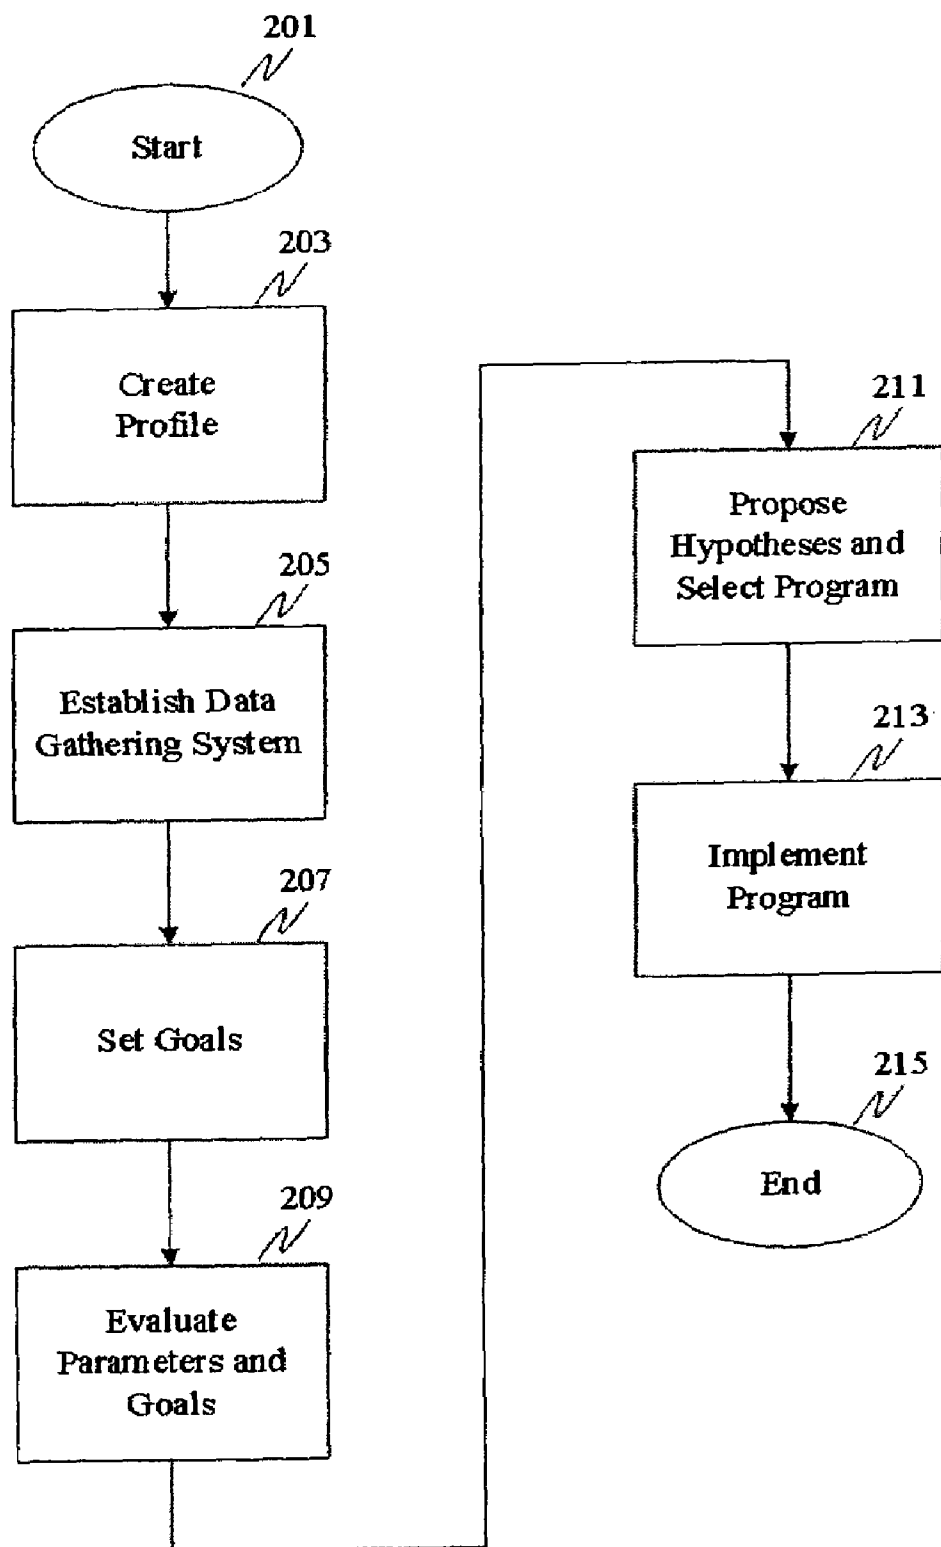 201
Start
203
Create
Profile
205
Establish Data
Gathering System
207
Set Goals
209
Evaluate
Parameters and
Goals
211
Propose
Hypotheses and
Select Program
213
Implement
Program
215
End